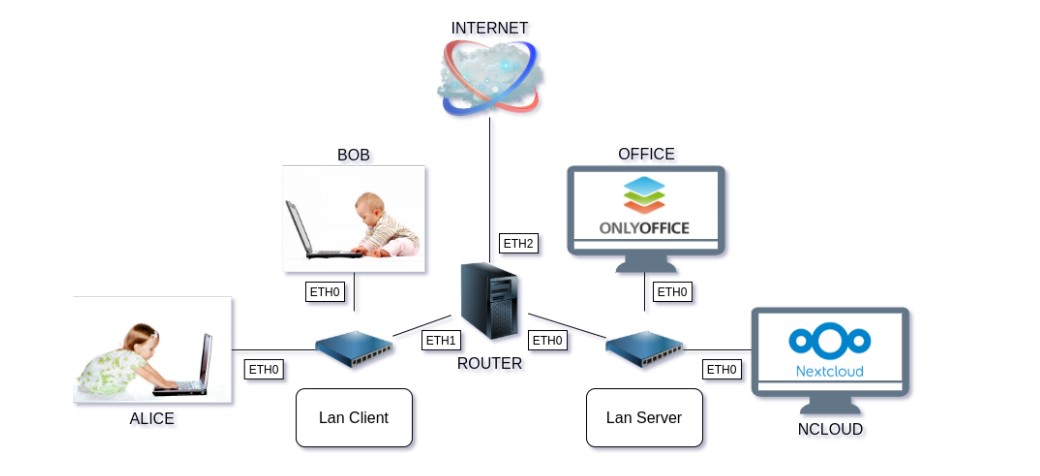 INTERNET
BOB
OFFICE
ONLYOFFICE
ETH2
ETH0
ETH0
ETH1
ETH0
ROUTER
Nextcloud
ETH0
ETH0
ALICE
Lan Client
Lan Server
NCLOUD